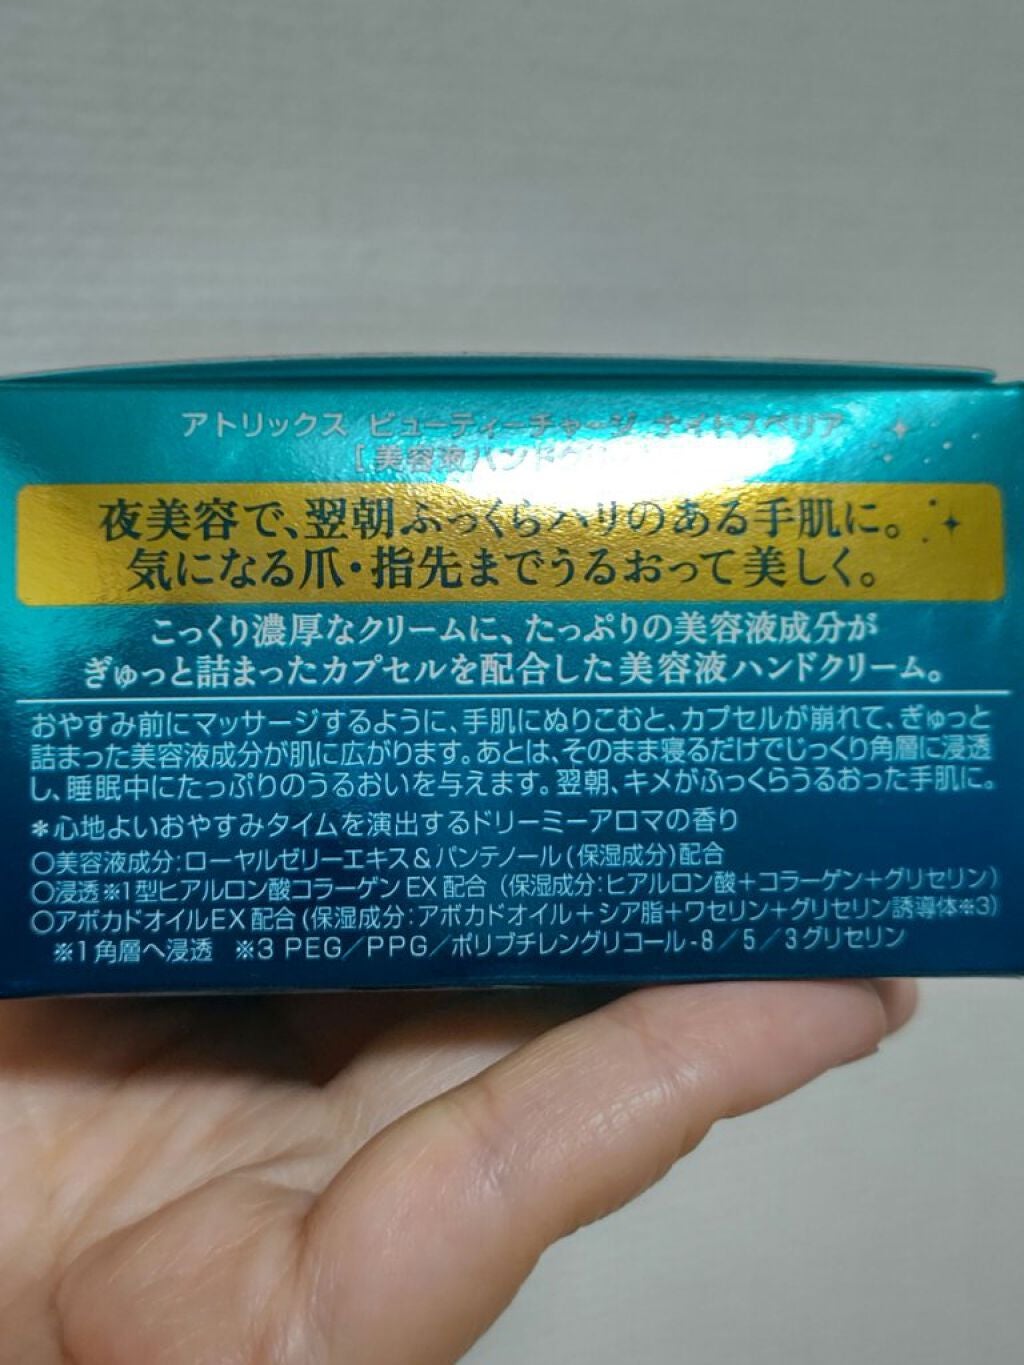 アトリックス ビューティーチャージ ナイトスペリア
[美容液ハンドクリ
夜美容で、翌朝ふっくらハリのある手肌に。
気になる爪・指先までうるおって美しく。
こっくり濃厚なクリームに、たっぷりの美容液成分が
ぎゅっと詰まったカプセルを配合した美容液ハンドクリーム。
おやすみ前にマッサージするように、手肌にぬりこむと、カプセルが崩れて、ぎゅっと
詰まった美容液成分が肌に広がります。あとは、そのまま寝るだけでじっくり角層に浸透
し、睡眠中にたっぷりのうるおいを与えます。翌朝、キメがふっくらうるおった手肌に。
*心地よいおやすみタイムを演出するドリーミーアロマの香り
○美容液成分:ローヤルゼリーエキス&パンテノール(保湿成分)配合
○浸透※1型ヒアルロン酸コラーゲンEX配合(保湿成分:ヒアルロン酸+コラーゲン+グリセリン)
○アボカドオイルEX配合(保湿成分:アボカドオイル+シア脂+ワセリン+グリセリン誘導体※3)
※1 角層へ浸透 ※3 PEG/PPG/ポリブチレングリコール-8/5/3グリセリン